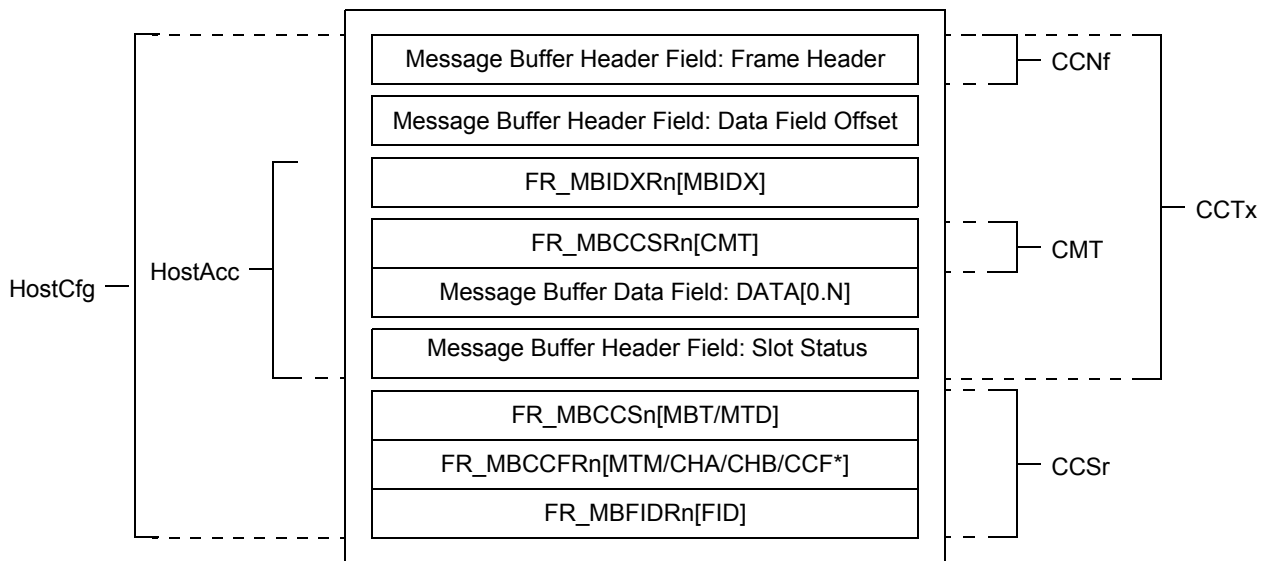 Message Buffer Header Field: Frame Header
CCNf
Message Buffer Header Field: Data Field Offset
FR_MBIDXRn[MBIDX]
CCTx
FR_MBCCSRn[CMT]
CMT
HostAcc
HostCfg
Message Buffer Data Field: DATA[0.N]
Message Buffer Header Field: Slot Status
FR_MBCCSn[MBT/MTD]
FR_MBCCFRn[MTM/CHA/CHB/CCF*]
CCSr
FR_MBFIDRn[FID]